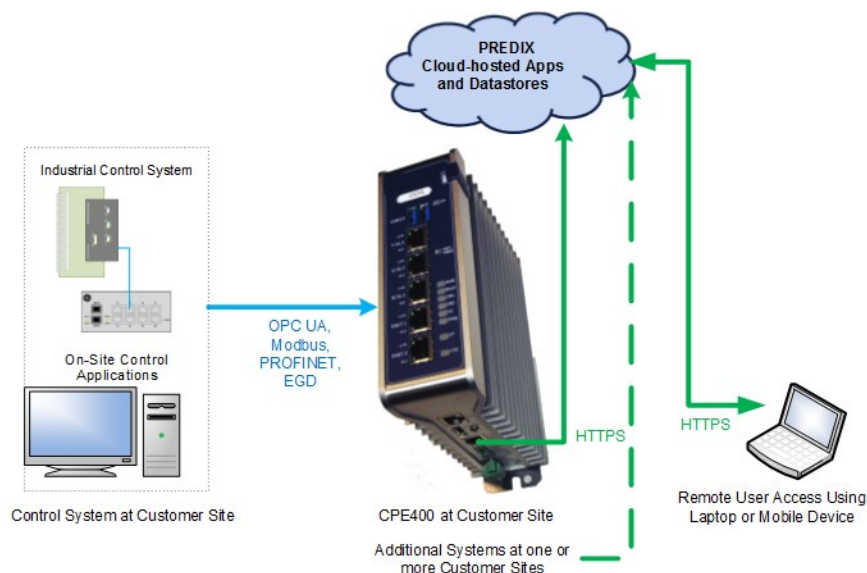 PREDIX
Cloud-hosted Apps
and Datastores
Industrial Control System
On-Site Control
Applications
OPC UA,
Modbus,
PROFINET,
EGD
HTTPS
HTTPS
Control System at Customer Site
CPE400 at Customer Site
Remote User Access Using
Laptop or Mobile Device
Additional Systems at one or
more Customer Sites